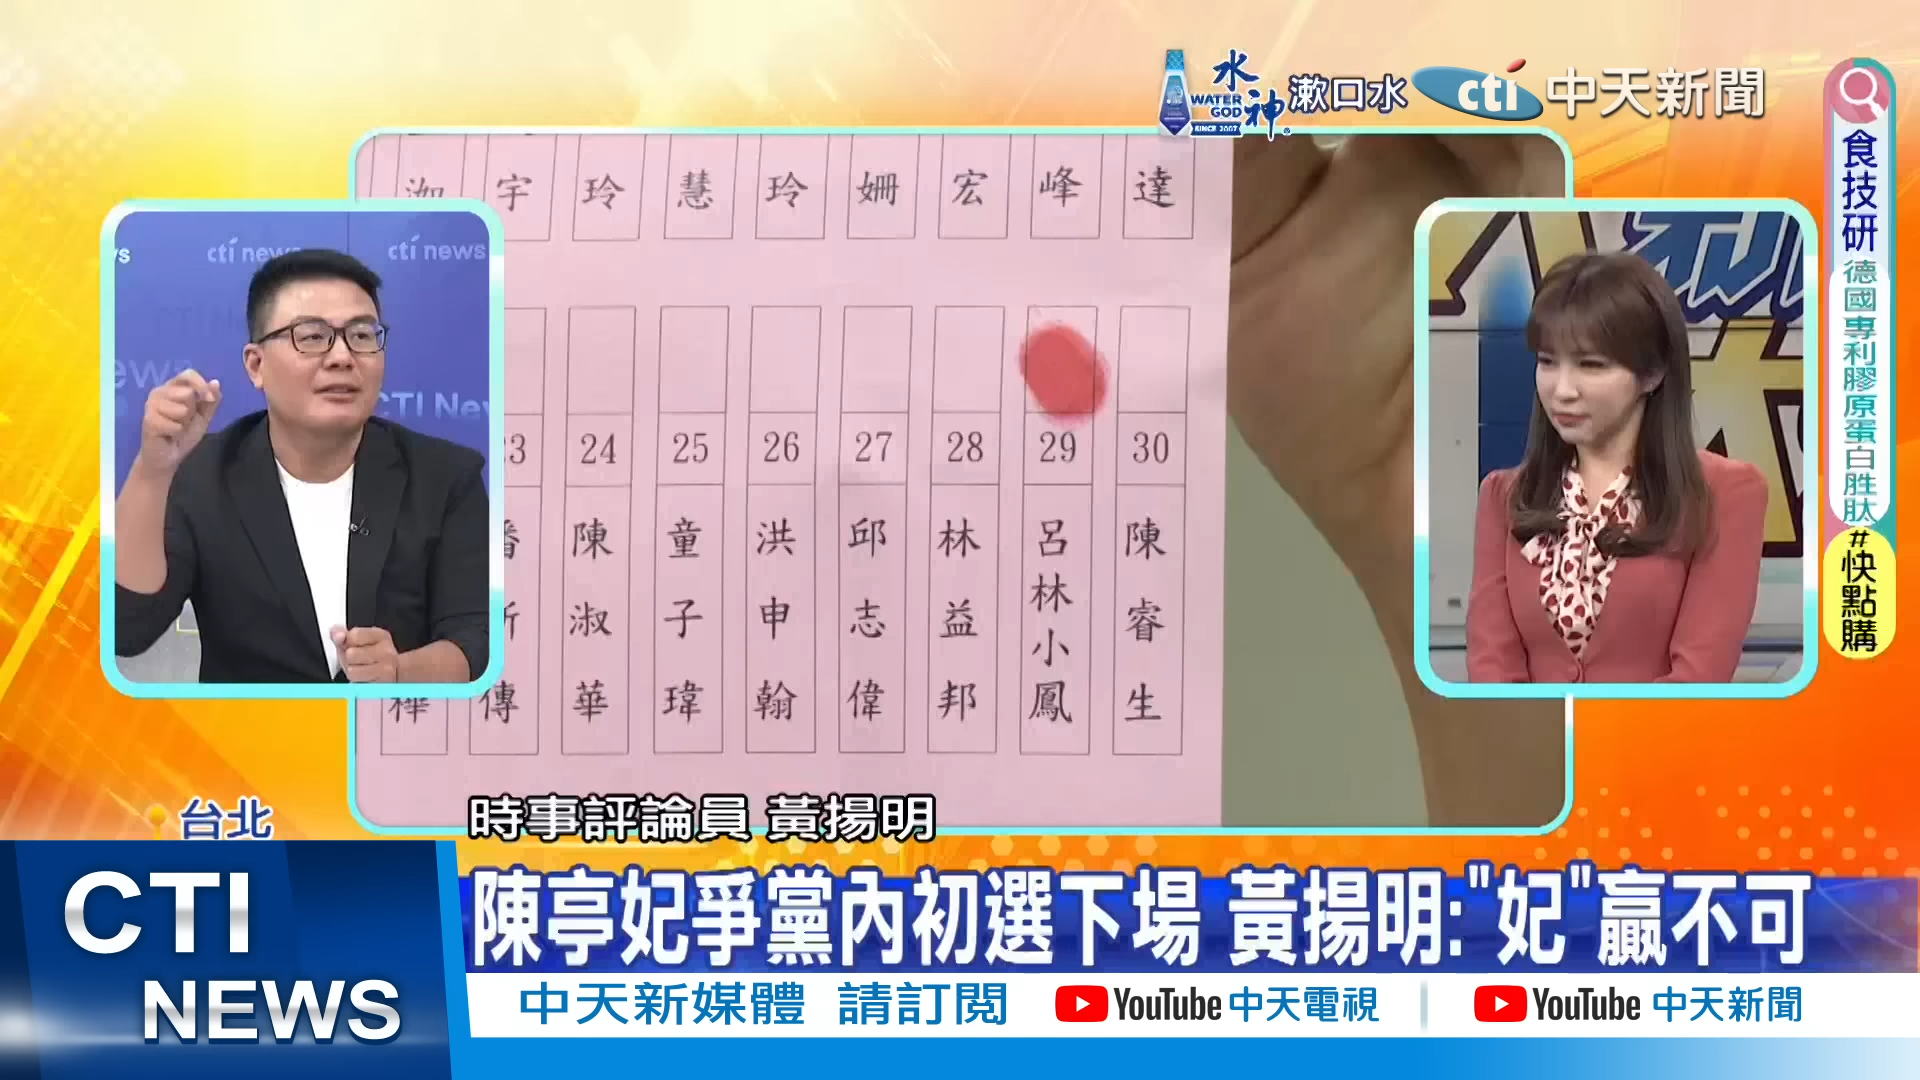 水神
WATER GOD
SINCE 2007
漱口水
cti 中天新聞
食技研
德國專利膠原蛋白胜肽
#快點購
宇 玲 慧 玲 姍 宏 峰 達
24 25 26 27 28 29 30
陳淑華
童子瑋
洪申翰
邱志偉
林益邦
呂林小鳳
陳睿生
cti news
cti news
CTI News
台北
時事評論員 黃揚明
CTI NEWS
陳亭妃爭黨內初選下場 黃揚明:"妃"贏不可
中天新媒體 請訂閱 YouTube 中天電視 YouTube 中天新聞